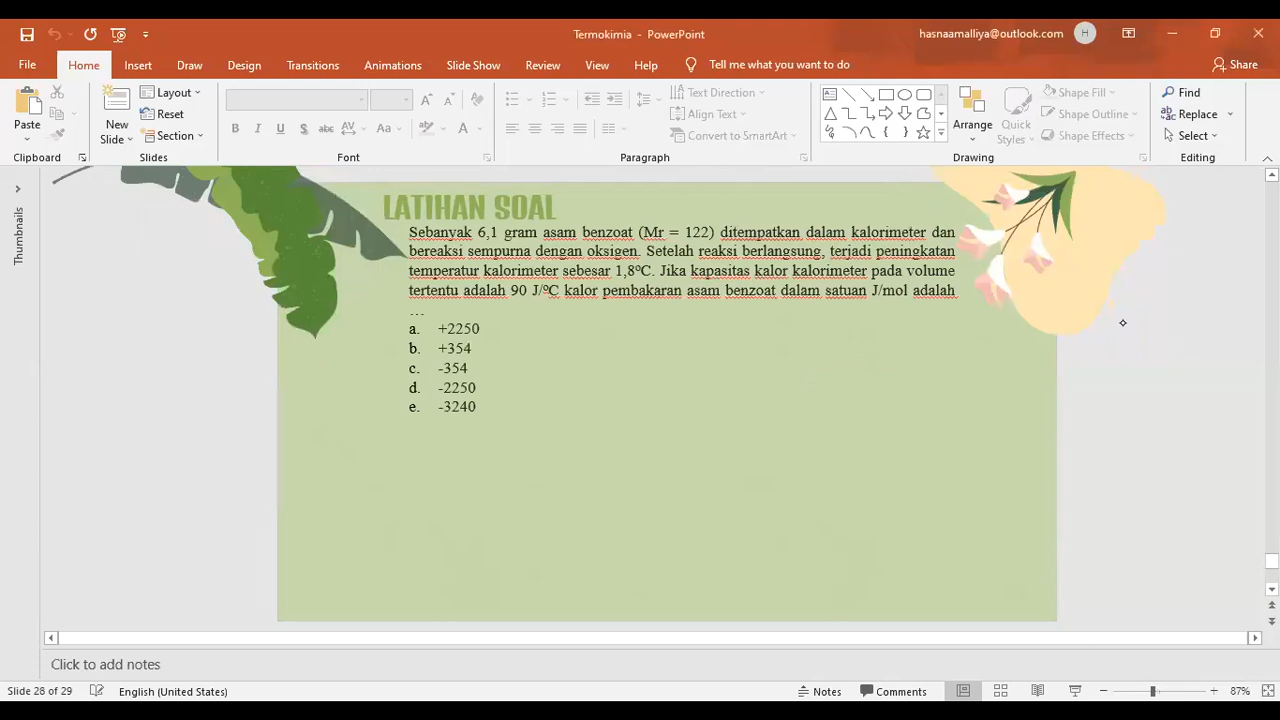 Termokimia - PowerPoint
hasnaamalliya@outlook.com
H
File Home Insert Draw Design Transitions Animations Slide Show Review View Help Tell me what you want to do Share
Paste
Clipboard
New Slide
Layout
Reset
Section
Slides
B I U S abc AV Aa A
Font
Text Direction
Align Text
Convert to SmartArt
Paragraph
Arrange
Quick Styles
Shape Fill
Shape Outline
Shape Effects
Drawing
Find
Replace
Select
Editing
Thumbnails
LATIHAN SOAL
Sebanyak 6,1 gram asam benzoat (Mr = 122) ditempatkan dalam kalorimeter dan
bereaksi sempurna dengan oksigen. Setelah reaksi berlangsung, terjadi peningkatan
temperatur kalorimeter sebesar 1,8⁰C. Jika kapasitas kalor kalorimeter pada volume
tertentu adalah 90 J/⁰C kalor pembakaran asam benzoat dalam satuan J/mol adalah
…
a. +2250
b. +354
c. -354
d. -2250
e. -3240
Click to add notes
Slide 28 of 29 English (United States) Notes Comments 87%